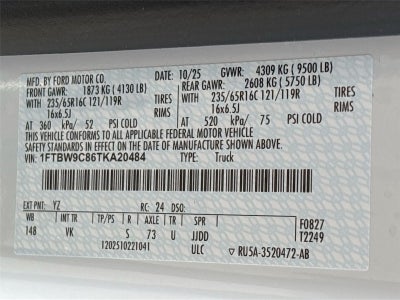 MFD. BY FORD MOTOR CO. DATE: 10/25 GVWR: 4309 KG ( 9500 LB)
FRONT GAWR: 1873 KG ( 4130 LB) REAR GAWR: 2608 KG ( 5750 LB)
235/65R16C 121/119R TIRES 235/65R16C 121/119R TIRES
16x6.5J RIMS 16x6.5J RIMS
AT 360 kPa/ 52 PSI COLD AT 520 kPa/ 75 PSI COLD
THIS VEHICLE CONFORMS TO ALL APPLICABLE FEDERAL MOTOR VEHICLE
SAFETY STANDARDS IN EFFECT ON THE DATE OF MANUFACTURE SHOWN ABOVE.
VIN: 1FTBW9C86TKA20484 TYPE: Truck
EXT PNT: YZ RC: 24 DSO:
WB INT TR TP/PS R AXLE TR SPR F0827
148 VK S 73 U JJDD T2249
1202510221041 ULC RU5A-3520472-AB